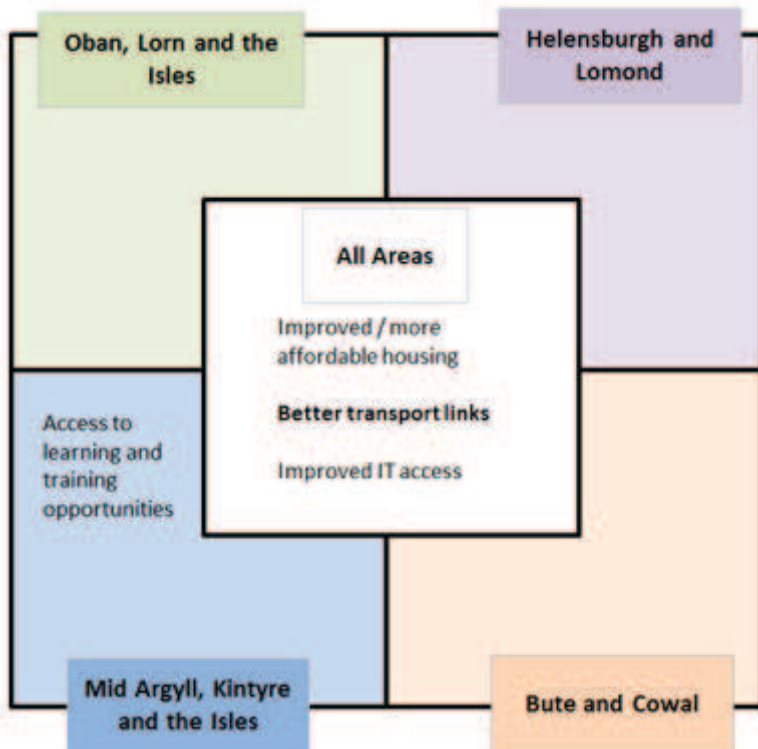 Oban, Lorn and the
Isles
Helensburgh and
Lomond
All Areas
Improved / more
affordable housing
Better transport links
Improved IT access
Access to
learning and
training
opportunities
Mid Argyll, Kintyre
and the Isles
Bute and Cowal